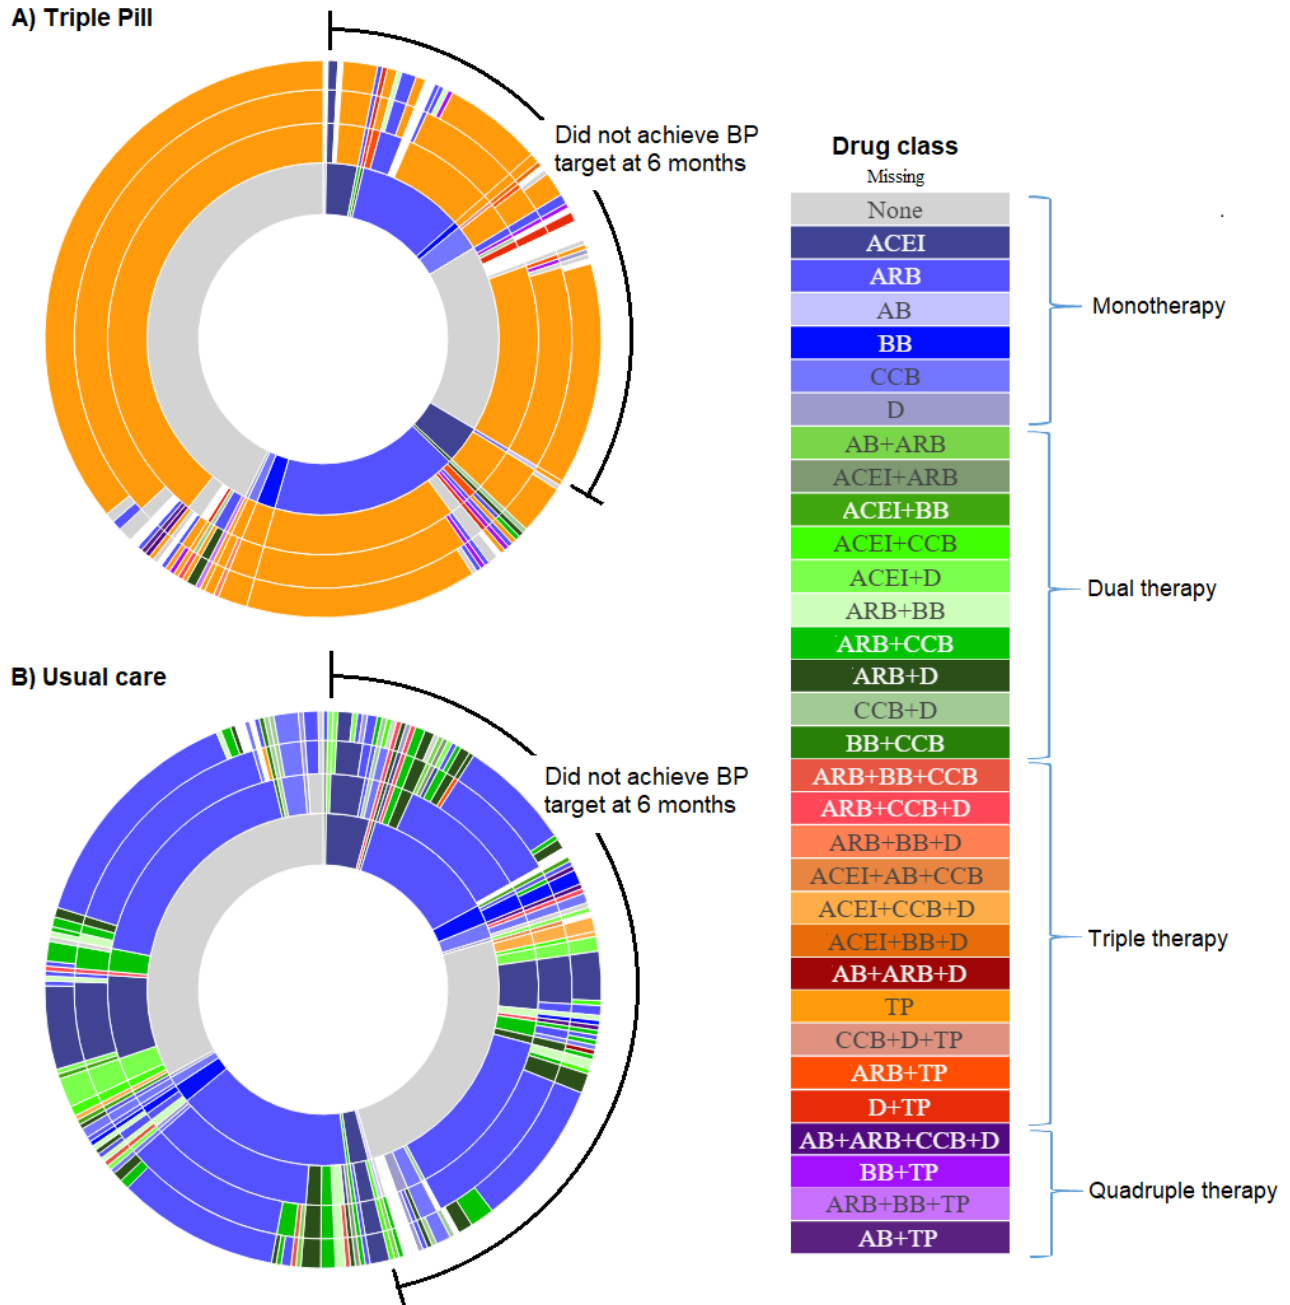 A) Triple Pill
Did not achieve BP
target at 6 months
B) Usual care
Did not achieve BP
target at 6 months
Drug class
Missing
None
ACEI
ARB
AB
BB
CCB
D
Monotherapy
AB+ARB
ACEI+ARB
ACEI+BB
ACEI+CCB
ACEI+D
ARB+BB
ARB+CCB
ARB+D
CCB+D
BB+CCB
Dual therapy
ARB+BB+CCB
ARB+CCB+D
ARB+BB+D
ACEI+AB+CCB
ACEI+CCB+D
ACEI+BB+D
AB+ARB+D
TP
CCB+D+TP
ARB+TP
D+TP
Triple therapy
AB+ARB+CCB+D
BB+TP
ARB+BB+TP
AB+TP
Quadruple therapy